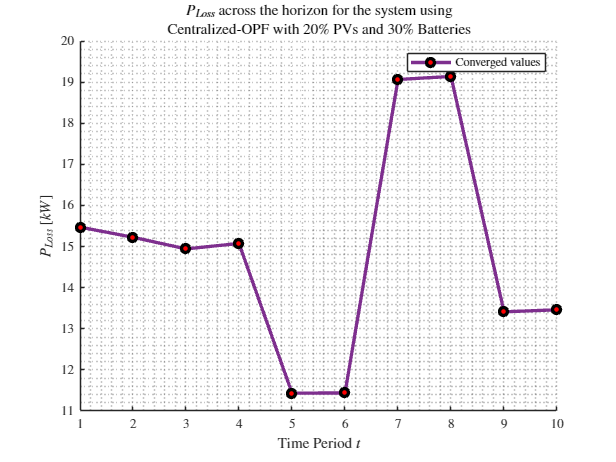 P_Loss across the horizon for the system using
Centralized-OPF with 20% PVs and 30% Batteries
Converged values
20
19
18
17
16
15
14
13
12
11
P_Loss [kW]
1 2 3 4 5 6 7 8 9 10
Time Period t